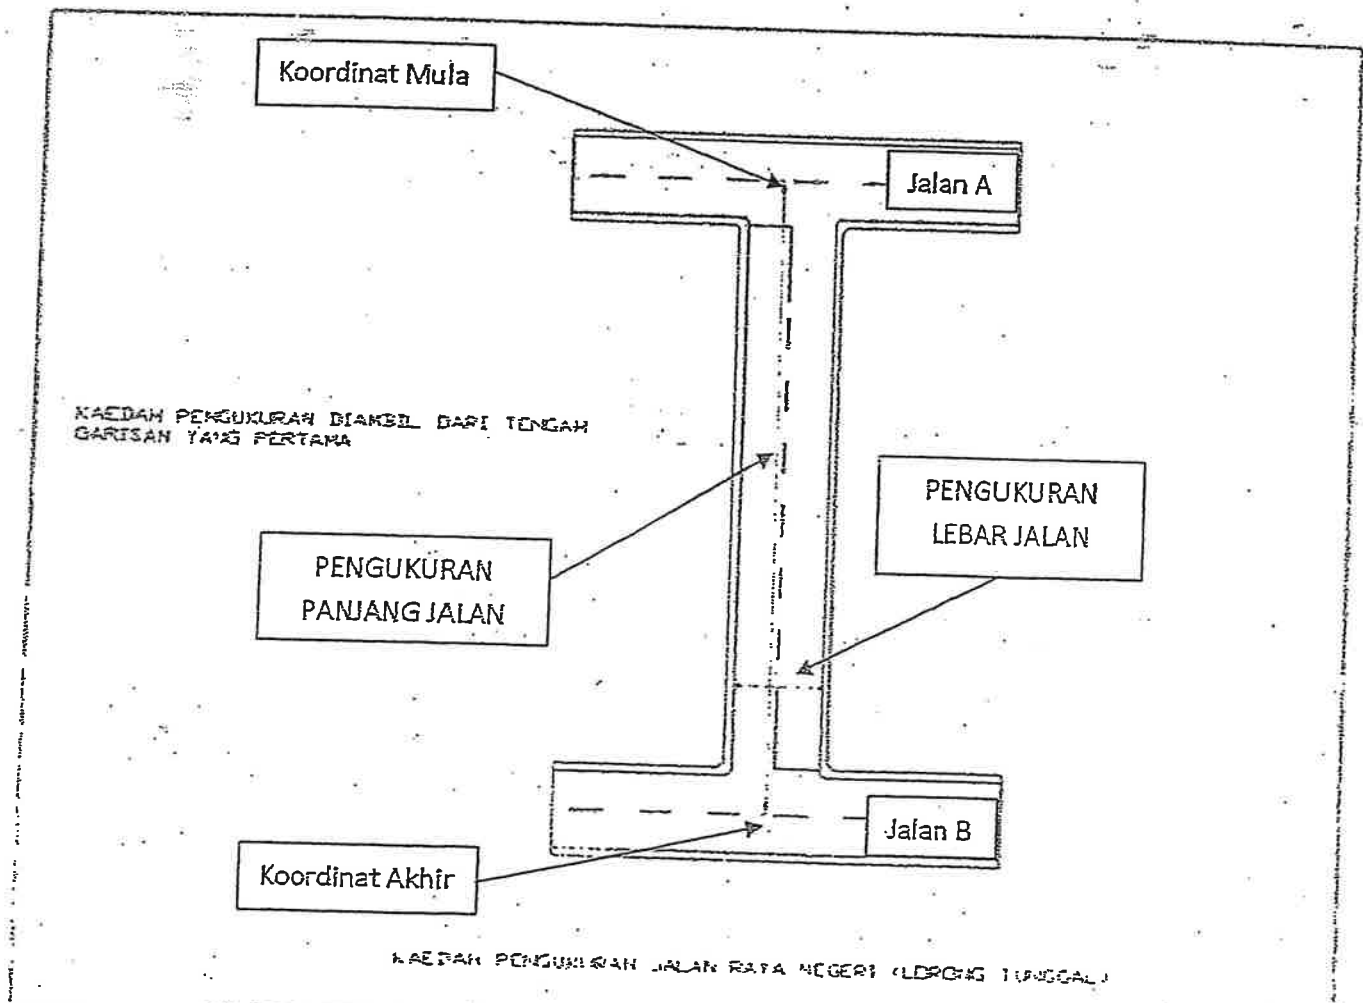 Koordinat Mula
Jalan A
KAEDAH PENGUKURAN DIAMBIL DARI TENGAH
GARISAN YANG PERTAMA
PENGUKURAN
LEBAR JALAN
PENGUKURAN
PANJANG JALAN
Jalan B
Koordinat Akhir
KAEDAH PENGUKURAN JALAN RAYA NEGERI (LORONG TUNGGAL)